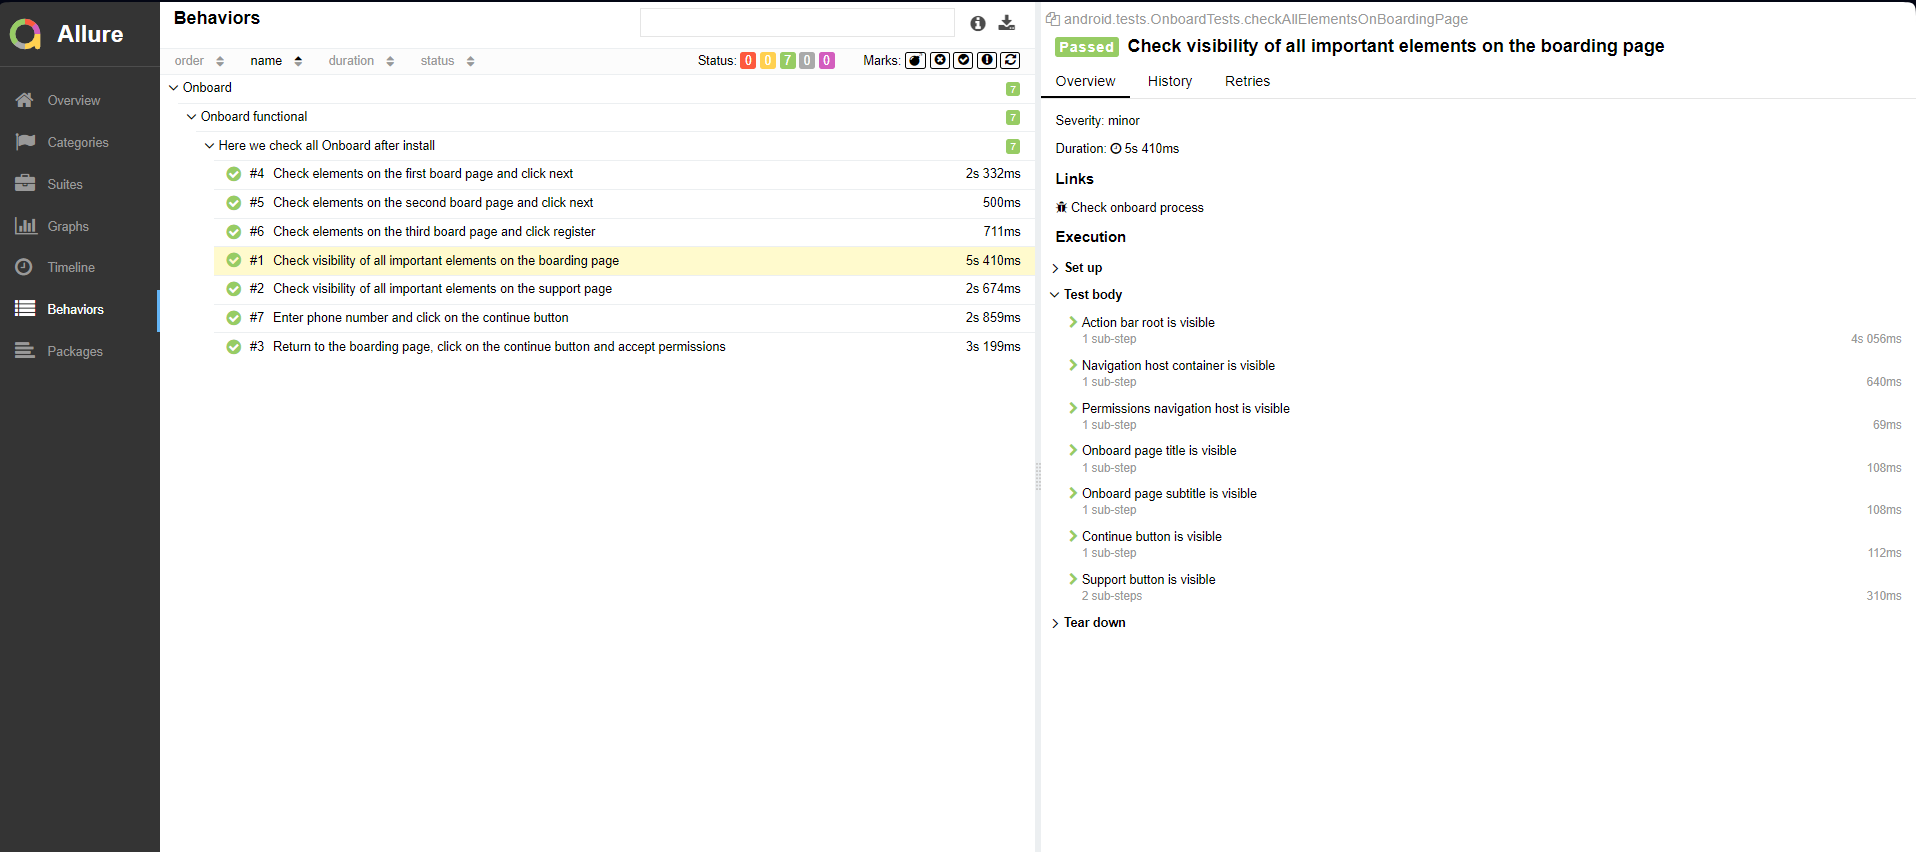 Allure
Overview
Categories
Suites
Graphs
Timeline
Behaviors
Packages
Behaviors
order name duration status Status: 0 0 7 0 0 Marks:
Onboard 7
Onboard functional 7
Here we check all Onboard after install 7
#4 Check elements on the first board page and click next 2s 332ms
#5 Check elements on the second board page and click next 500ms
#6 Check elements on the third board page and click register 711ms
#1 Check visibility of all important elements on the boarding page 5s 410ms
#2 Check visibility of all important elements on the support page 2s 674ms
#7 Enter phone number and click on the continue button 2s 859ms
#3 Return to the boarding page, click on the continue button and accept permissions 3s 199ms
android.tests.OnboardTests.checkAllElementsOnBoardingPage
Passed Check visibility of all important elements on the boarding page
Overview History Retries
Severity: minor
Duration: 5s 410ms
Links
Check onboard process
Execution
Set up
Test body
Action bar root is visible
1 sub-step 4s 056ms
Navigation host container is visible
1 sub-step 640ms
Permissions navigation host is visible
1 sub-step 69ms
Onboard page title is visible
1 sub-step 108ms
Onboard page subtitle is visible
1 sub-step 108ms
Continue button is visible
1 sub-step 112ms
Support button is visible
2 sub-steps 310ms
Tear down